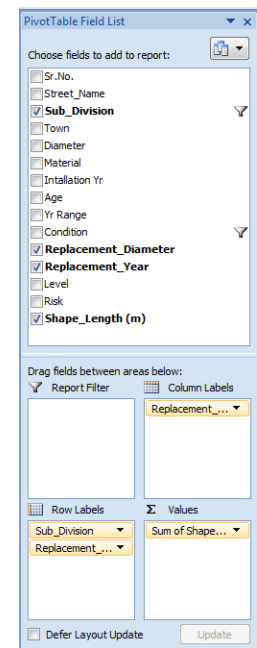 PivotTable Field List
Choose fields to add to report:
Sr.No.
Street_Name
Sub_Division
Town
Diameter
Material
Intallation Yr
Age
Yr Range
Condition
Replacement_Diameter
Replacement_Year
Level
Risk
Shape_Length (m)
Drag fields between areas below:
Report Filter
Column Labels
Replacement_...
Row Labels
Σ Values
Sub_Division
Sum of Shape...
Replacement_...
Defer Layout Update
Update